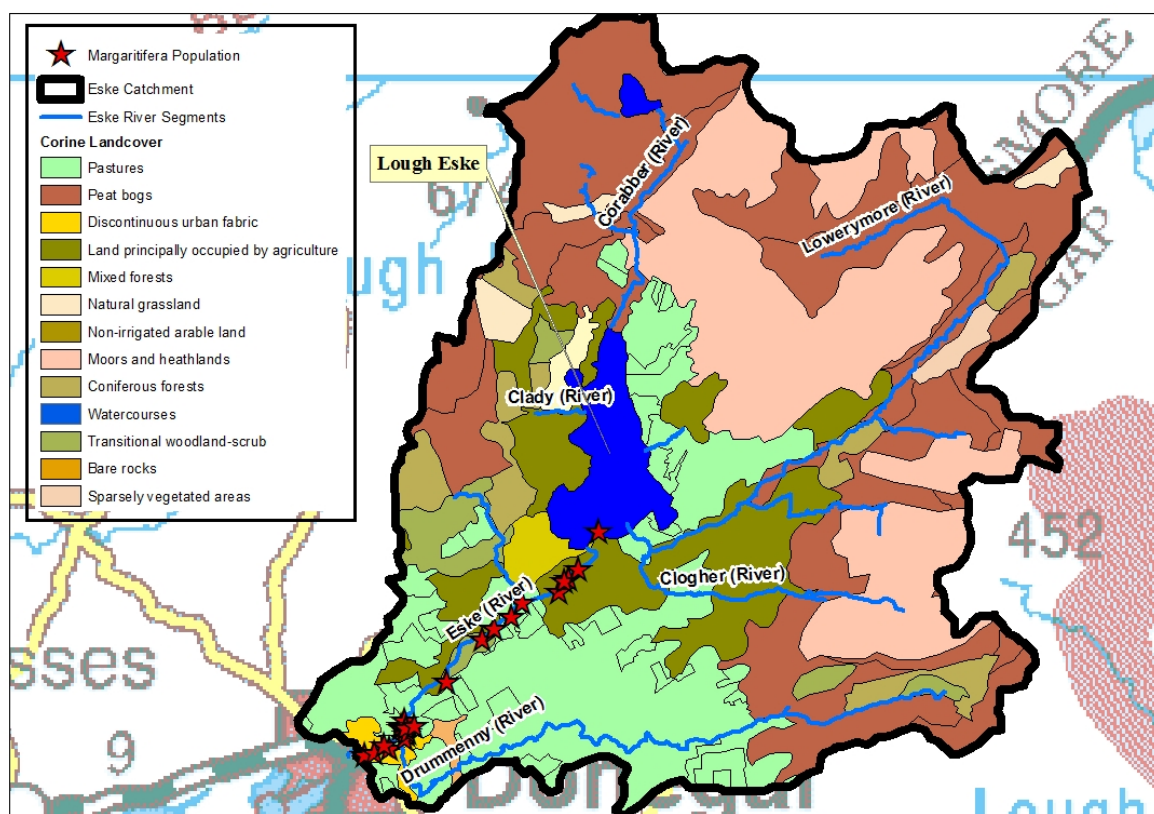 Margaritifera Population
Eske Catchment
Eske River Segments
Corine Landcover
Pastures
Peat bogs
Discontinuous urban fabric
Land principally occupied by agriculture
Mixed forests
Natural grassland
Non-irrigated arable land
Moors and heathlands
Coniferous forests
Watercourses
Transitional woodland-scrub
Bare rocks
Sparsely vegetated areas
Lough Eske
67
ugh
Corabber (River)
Lowerymore (River)
EMORE
GAP
Clady (River)
452
Clogher (River)
Eske (River)
sses
9
Drummenny (River)
Donegal
Lough